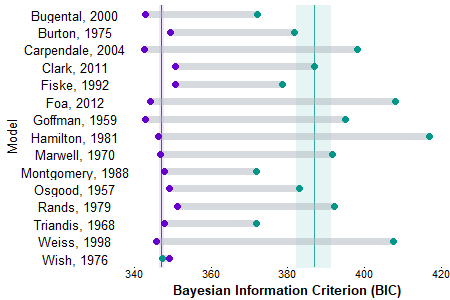 Bugental, 2000
Burton, 1975
Carpendale, 2004
Clark, 2011
Fiske, 1992
Foa, 2012
Goffman, 1959
Hamilton, 1981
Marwell, 1970
Montgomery, 1988
Osgood, 1957
Rands, 1979
Triandis, 1968
Weiss, 1998
Wish, 1976
Model
340 360 380 400 420
Bayesian Information Criterion (BIC)